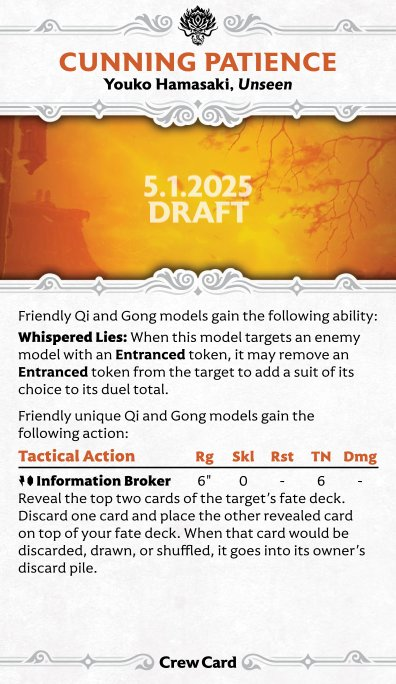 CUNNING PATIENCE
Youko Hamasaki, Unseen
5.1.2025
DRAFT
Friendly Qi and Gong models gain the following ability:
Whispered Lies: When this model targets an enemy
model with an Entranced token, it may remove an
Entranced token from the target to add a suit of its
choice to its duel total.
Friendly unique Qi and Gong models gain the
following action:
Tactical Action Rg Skl Rst TN Dmg
Information Broker 6" 0 - 6 -
Reveal the top two cards of the target's fate deck.
Discard one card and place the other revealed card
on top of your fate deck. When that card would be
discarded, drawn, or shuffled, it goes into its owner's
discard pile.
Crew Card